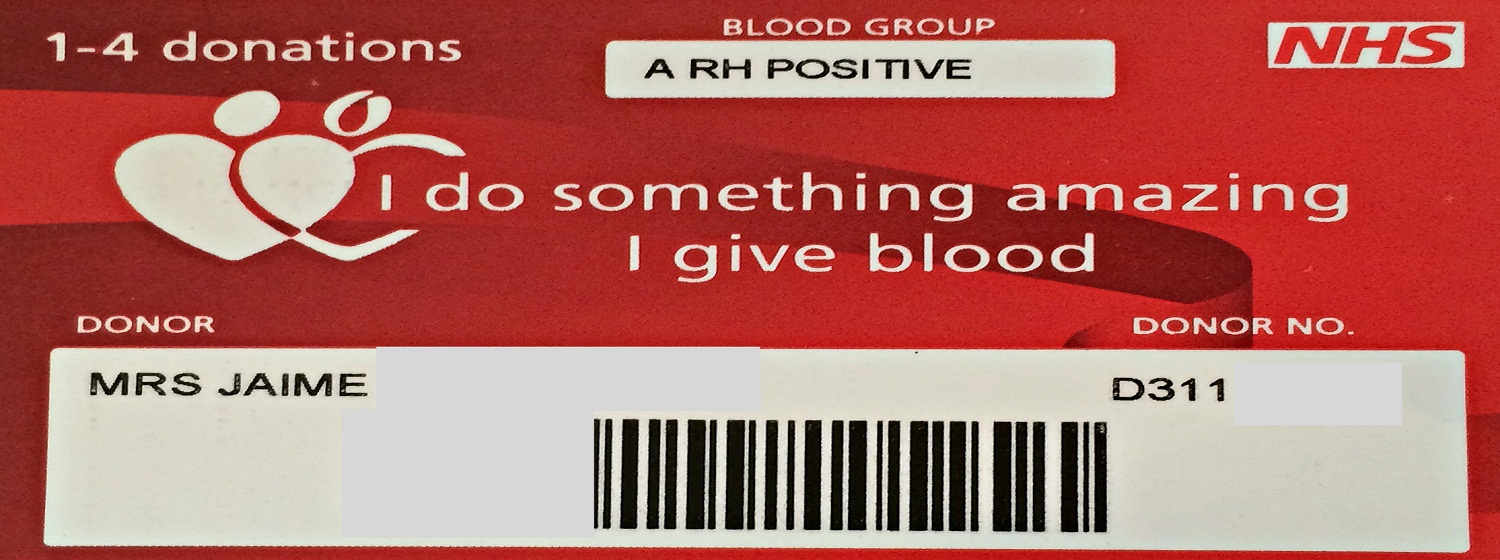 1-4 donations
BLOOD GROUP
A RH POSITIVE
NHS
I do something amazing
I give blood
DONOR
DONOR NO.
MRS JAIME
D311